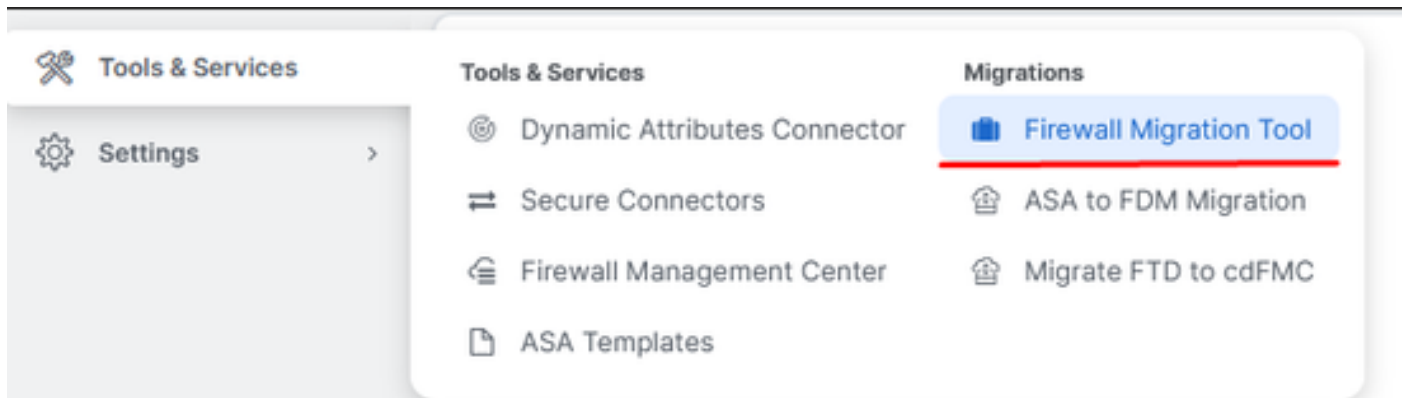 Tools & Services
Settings
Tools & Services
Dynamic Attributes Connector
Secure Connectors
Firewall Management Center
ASA Templates
Migrations
Firewall Migration Tool
ASA to FDM Migration
Migrate FTD to cdFMC